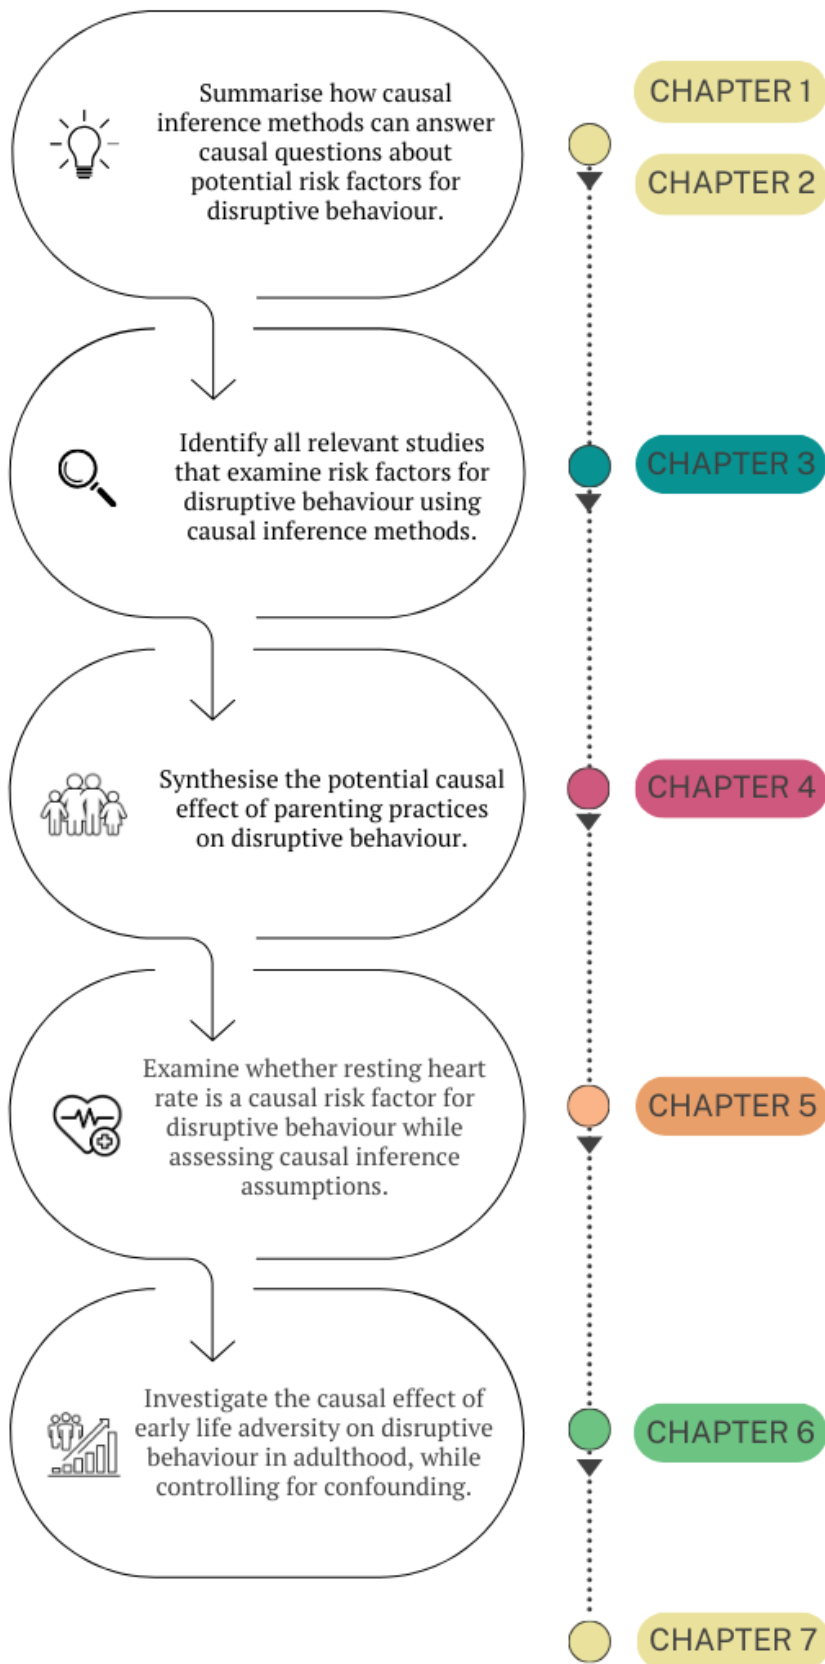 Summarise how causal
inference methods can answer
causal questions about
potential risk factors for
disruptive behaviour.
CHAPTER 1
CHAPTER 2
Identify all relevant studies
that examine risk factors for
disruptive behaviour using
causal inference methods.
CHAPTER 3
Synthesise the potential causal
effect of parenting practices
on disruptive behaviour.
CHAPTER 4
Examine whether resting heart
rate is a causal risk factor for
disruptive behaviour while
assessing causal inference
assumptions.
CHAPTER 5
Investigate the causal effect of
early life adversity on disruptive
behaviour in adulthood, while
controlling for confounding.
CHAPTER 6
CHAPTER 7